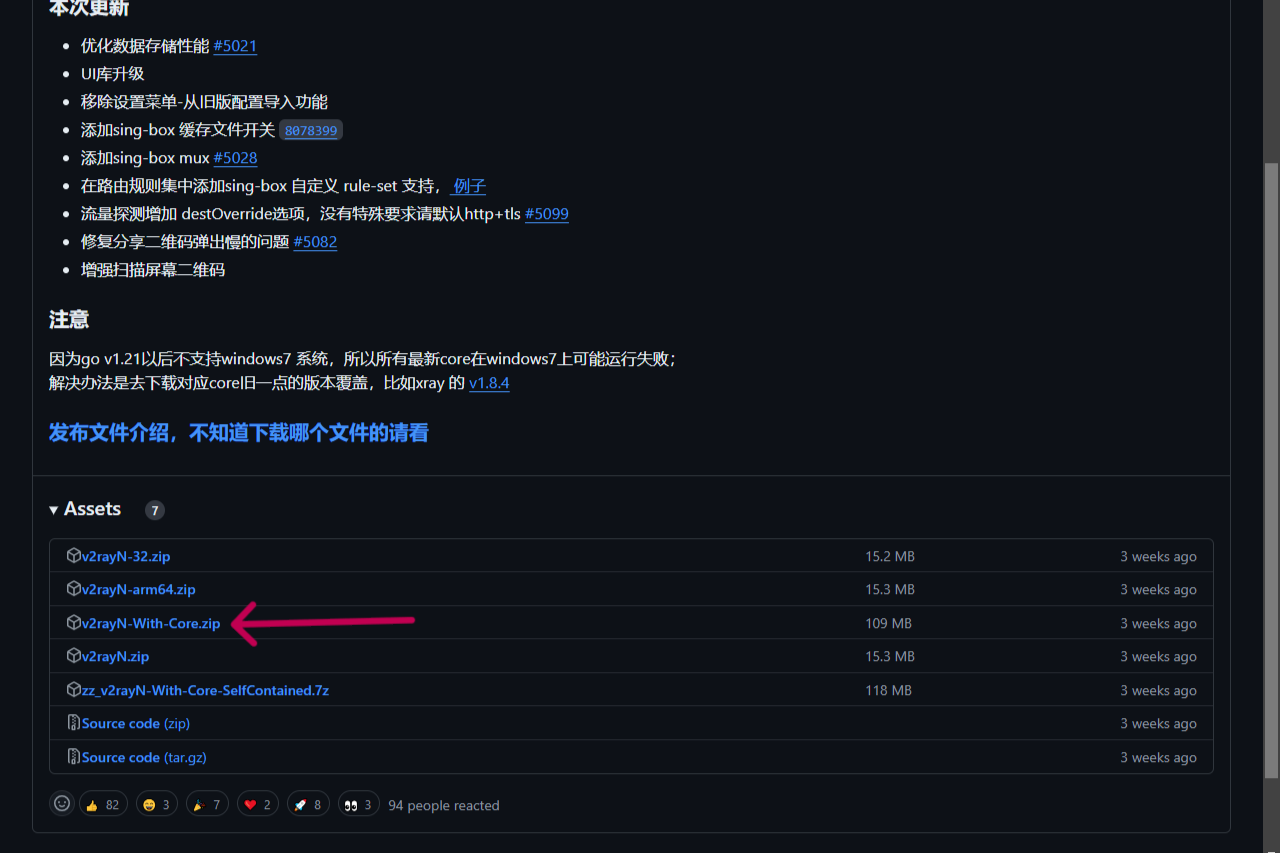 本次更新
优化数据存储性能 #5021
UI库升级
移除设置菜单-从旧版配置导入功能
添加sing-box 缓存文件开关 8078399
添加sing-box mux #5028
在路由规则集中添加sing-box 自定义 rule-set 支持，例子
流量探测增加 destOverride选项，没有特殊要求请默认http+tls #5099
修复分享二维码弹出慢的问题 #5082
增强扫描屏幕二维码
注意
因为go v1.21以后不支持windows7 系统，所以所有最新core在windows7上可能运行失败；
解决办法是去下载对应core旧一点的版本覆盖，比如xray 的 v1.8.4
发布文件介绍，不知道下载哪个文件的请看
Assets 7
v2rayN-32.zip 15.2 MB 3 weeks ago
v2rayN-arm64.zip 15.3 MB 3 weeks ago
v2rayN-With-Core.zip 109 MB 3 weeks ago
v2rayN.zip 15.3 MB 3 weeks ago
zz_v2rayN-With-Core-SelfContained.7z 118 MB 3 weeks ago
Source code (zip) 3 weeks ago
Source code (tar.gz) 3 weeks ago
82 3 7 2 8 3 94 people reacted